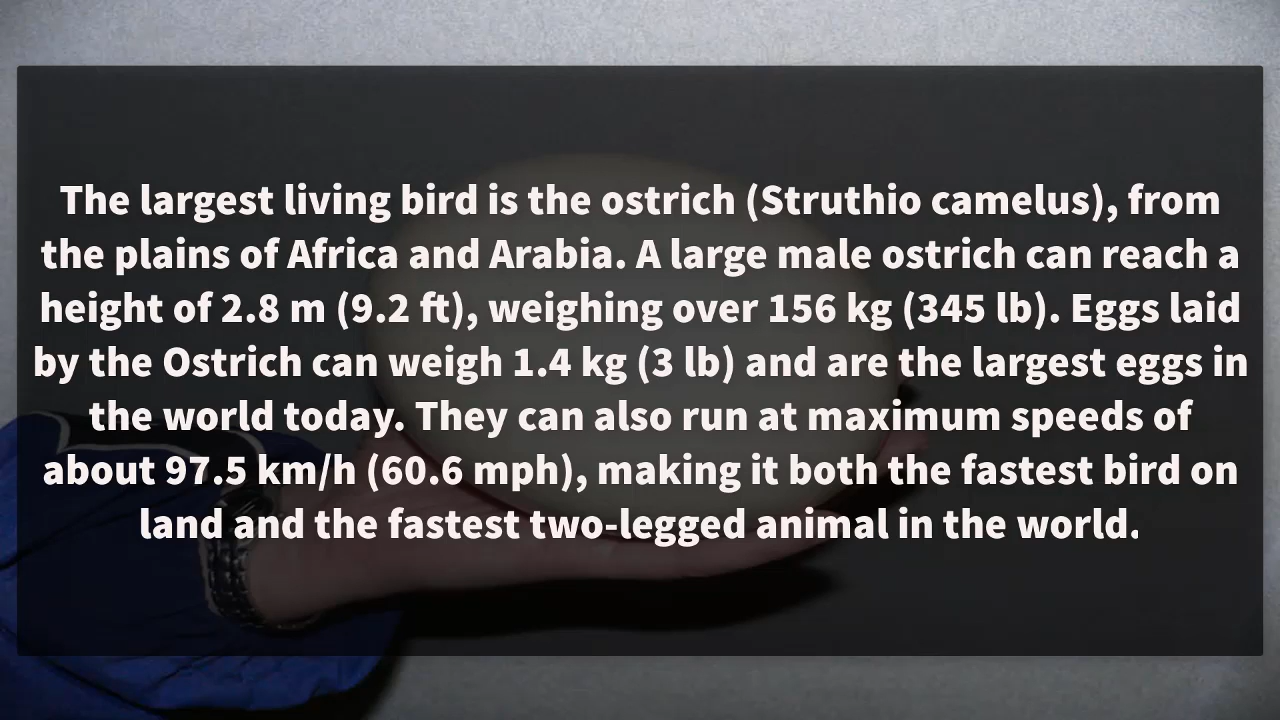 The largest living bird is the ostrich (Struthio camelus), from
the plains of Africa and Arabia. A large male ostrich can reach a
height of 2.8 m (9.2 ft), weighing over 156 kg (345 lb). Eggs laid
by the Ostrich can weigh 1.4 kg (3 lb) and are the largest eggs in
the world today. They can also run at maximum speeds of
about 97.5 km/h (60.6 mph), making it both the fastest bird on
land and the fastest two-legged animal in the world.